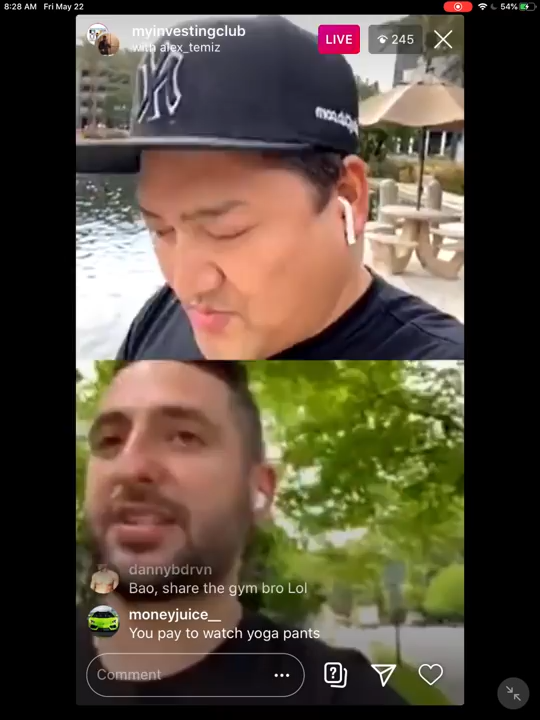 8:28 AM Fri May 22
54%
myinvestingclub
with alex_temiz
LIVE
245
NY
dannybdrvn
Bao, share the gym bro Lol
moneyjuice__
You pay to watch yoga pants
Comment